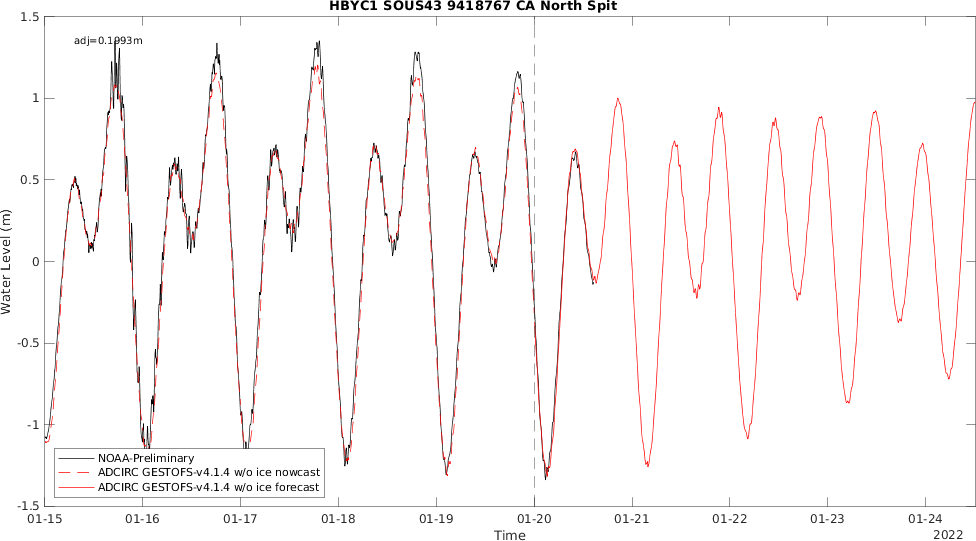 HBYC1 SOUS43 9418767 CA North Spit
adj=0.1993m
1.5
1
0.5
0
-0.5
-1
-1.5
Water Level (m)
NOAA-Preliminary
ADCIRC GESTOFS-v4.1.4 w/o ice nowcast
ADCIRC GESTOFS-v4.1.4 w/o ice forecast
01-15 01-16 01-17 01-18 01-19 01-20 01-21 01-22 01-23 01-24
Time
2022